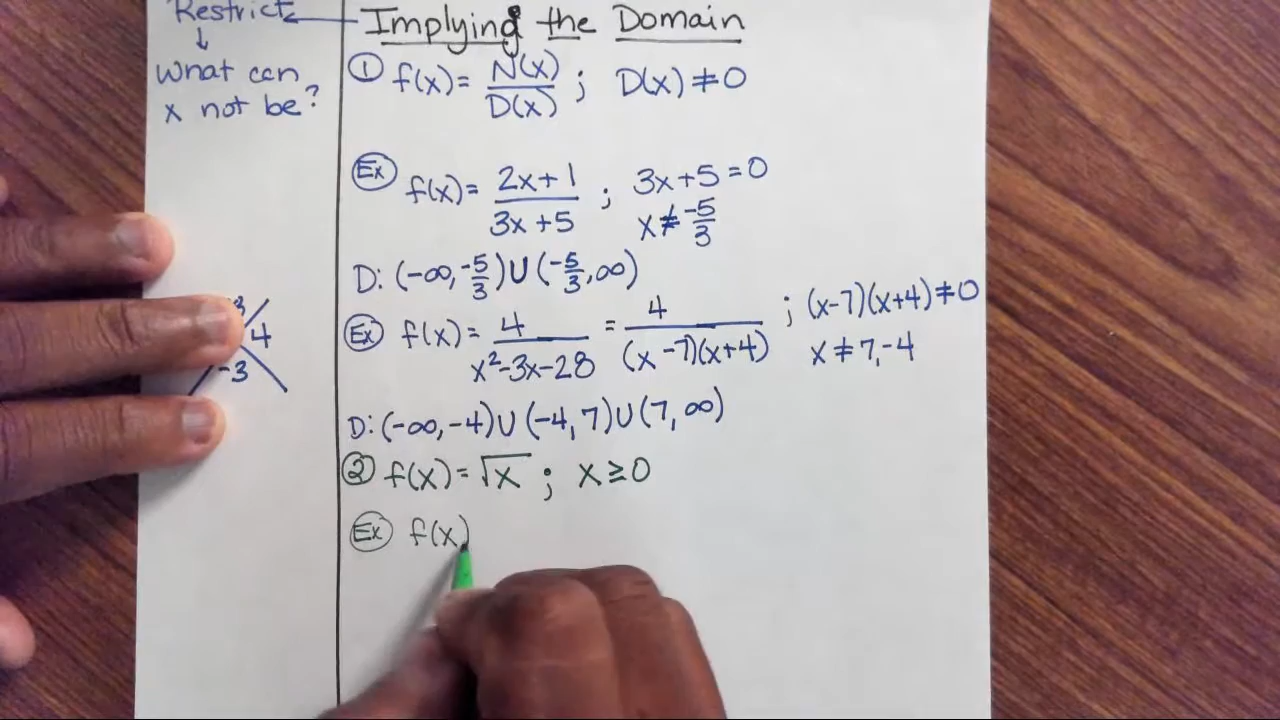 Restrict
↓
What can
x not be?
3
4
-3
Implying the Domain
① f(x) = N(x)/D(x) ; D(x) ≠ 0
Ex f(x) = (2x+1)/(3x+5) ; 3x+5=0
x ≠ -5/3
D: (-∞, -5/3) ∪ (-5/3, ∞)
Ex f(x) = 4/(x²-3x-28) = 4/((x-7)(x+4)) ; (x-7)(x+4) ≠ 0
x ≠ 7, -4
D: (-∞, -4) ∪ (-4, 7) ∪ (7, ∞)
② f(x) = √x ; x ≥ 0
Ex f(x)